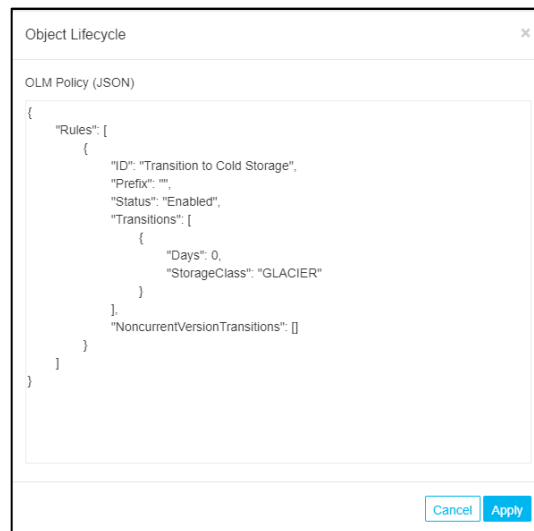 Object Lifecycle ×
OLM Policy (JSON)
{
"Rules": [
{
"ID": "Transition to Cold Storage",
"Prefix": "",
"Status": "Enabled",
"Transitions": [
{
"Days": 0,
"StorageClass": "GLACIER"
}
],
"NoncurrentVersionTransitions": []
}
]
}
Cancel Apply